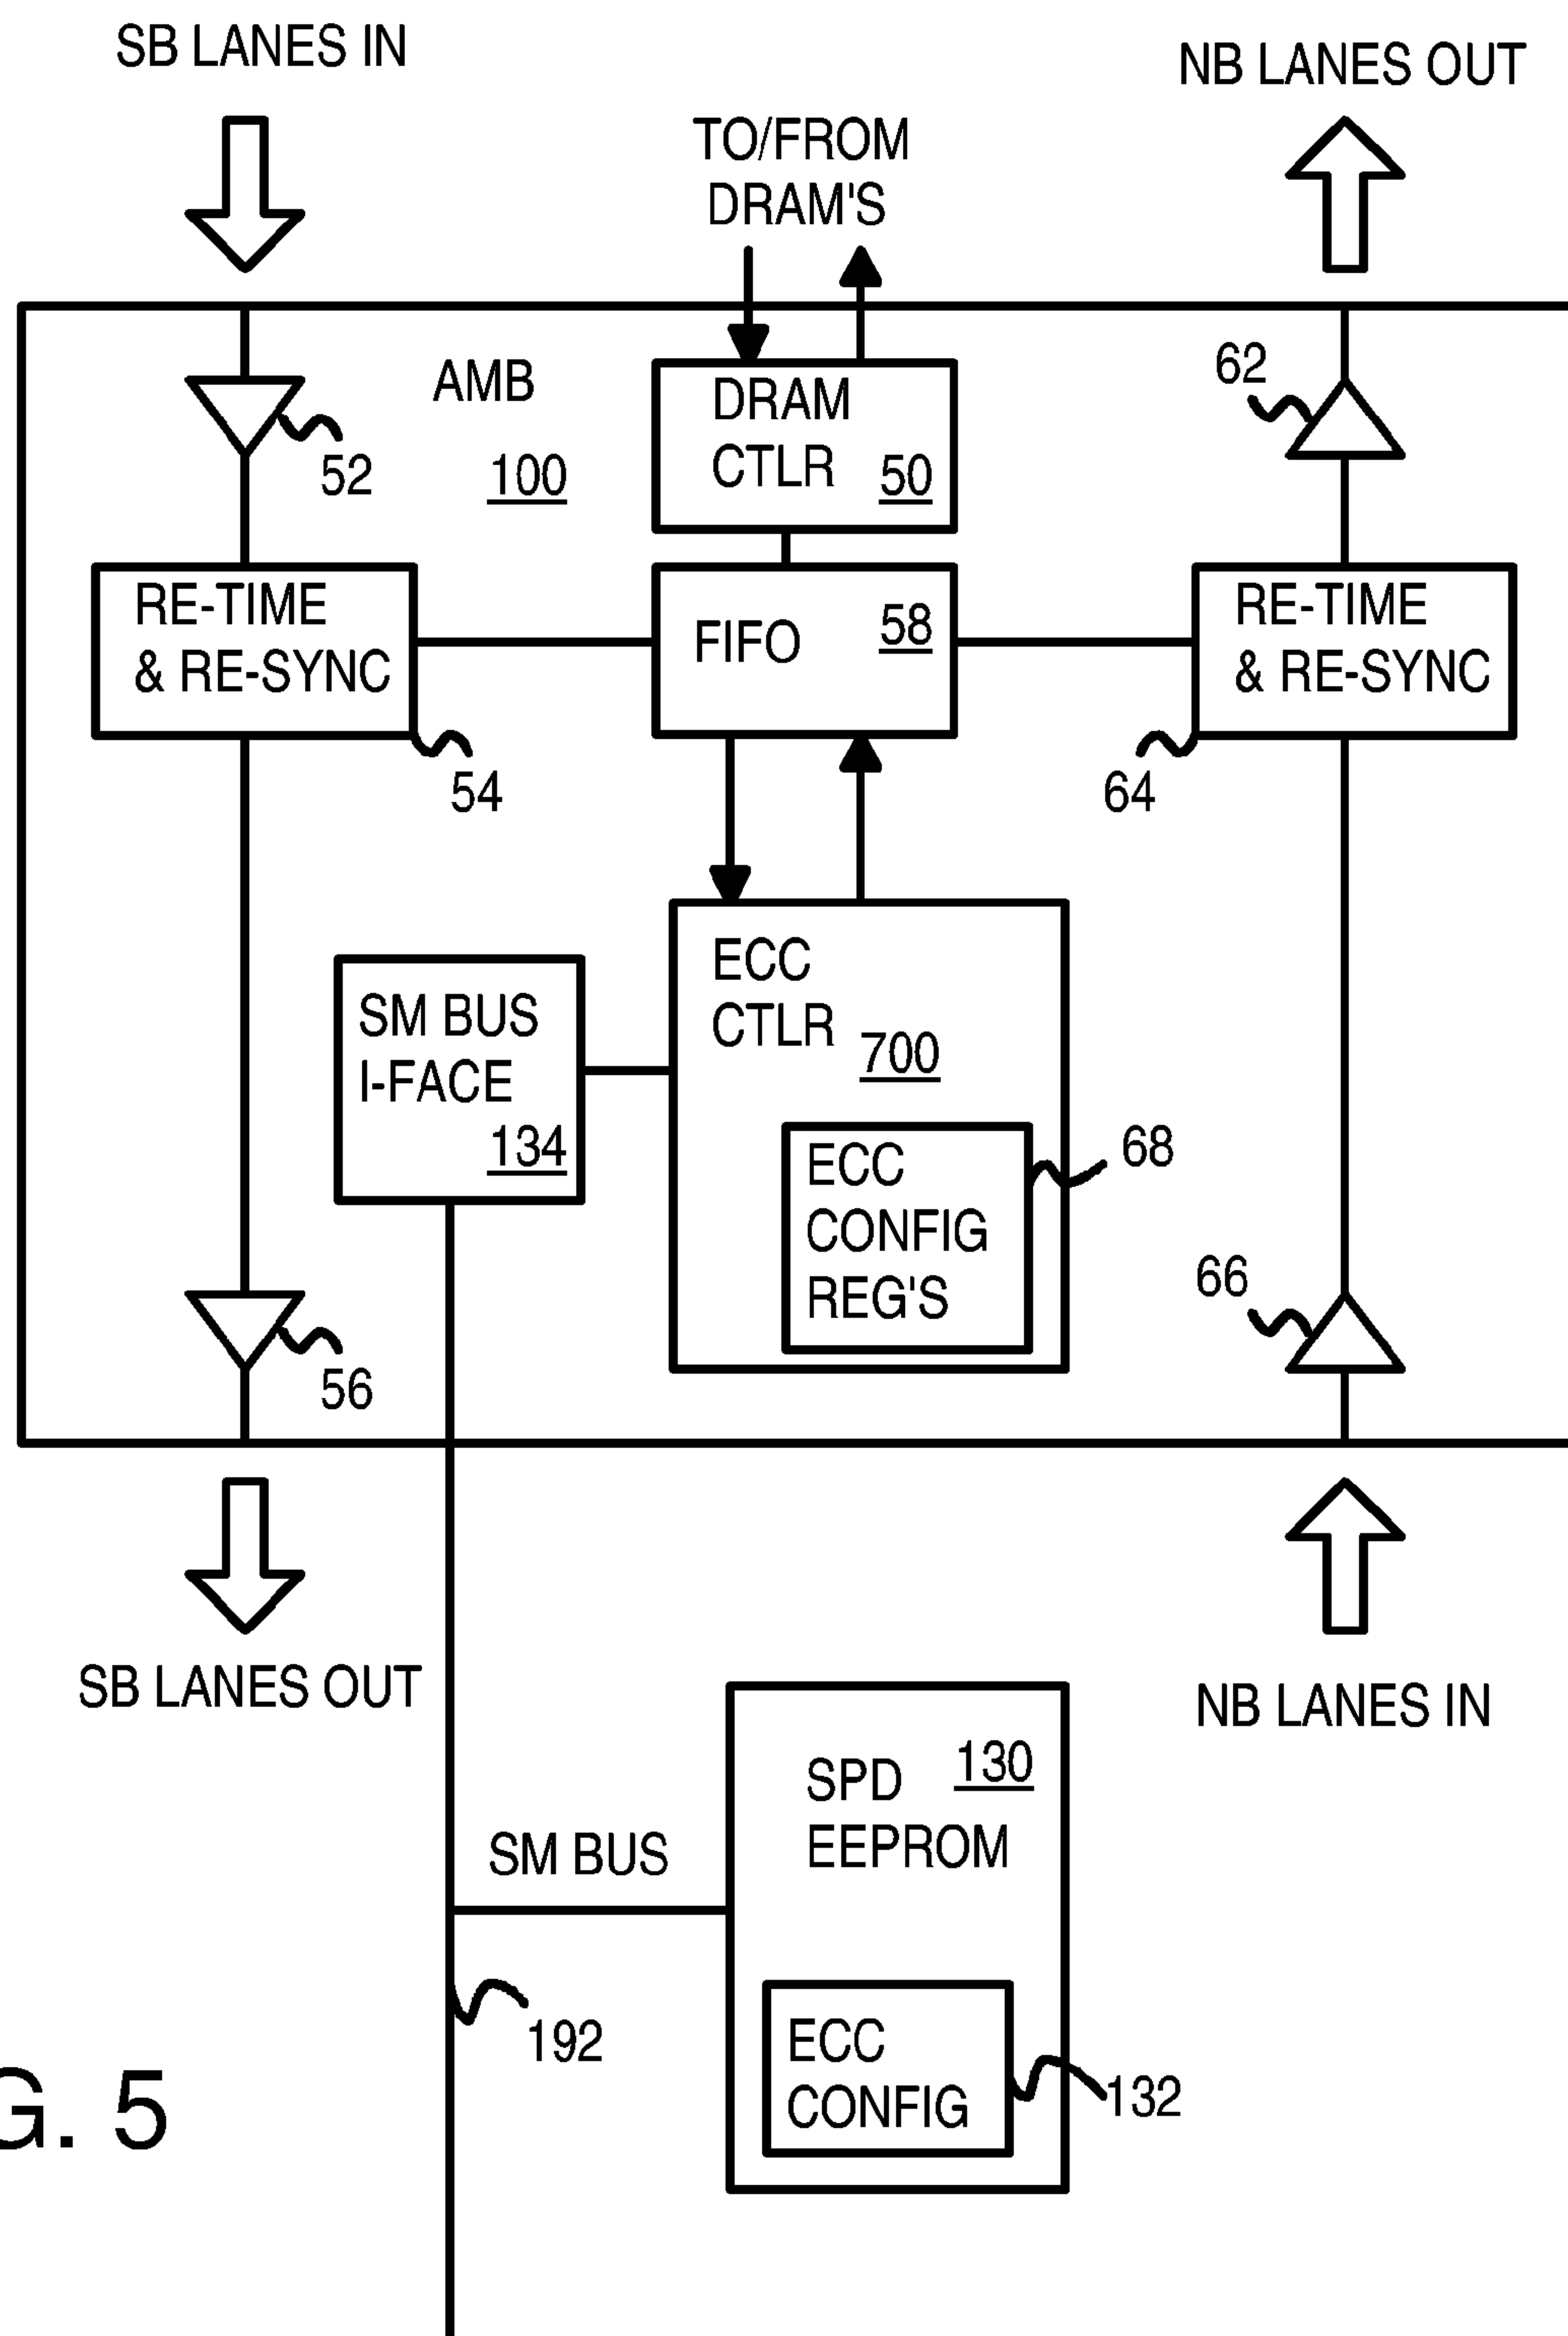 SB LANES IN
NB LANES OUT
TO/FROM
DRAM'S
AMB
100
52
DRAM
CTLR
50
62
RE-TIME
& RE-SYNC
54
FIFO
58
RE-TIME
& RE-SYNC
64
SM BUS
I-FACE
134
ECC
CTLR
700
ECC
CONFIG
REG'S
68
56
66
SB LANES OUT
NB LANES IN
SPD
EEPROM
130
SM BUS
192
ECC
CONFIG
132
G. 5